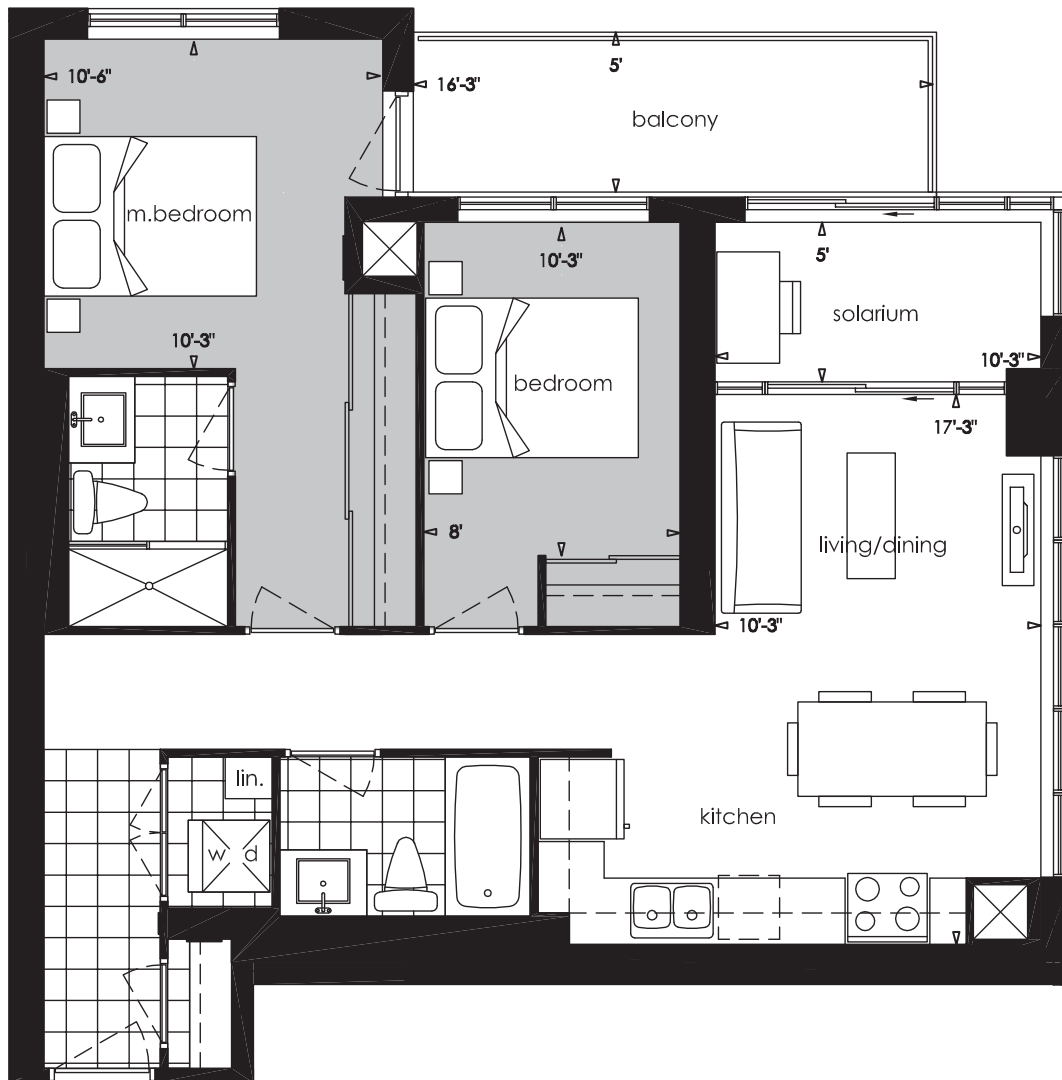 10'-6"
5'
16'-3"
balcony
m.bedroom
10'-3"
5'
solarium
10'-3"
10'-3"
bedroom
17'-3"
8'
living/dining
10'-3"
lin.
w d
kitchen